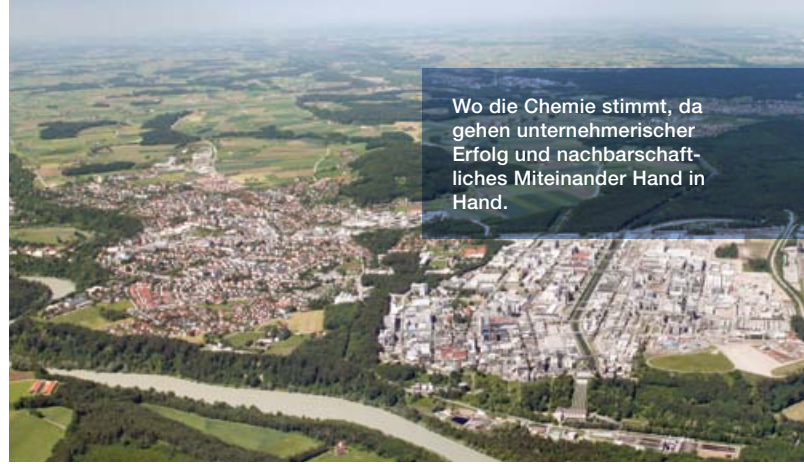 Wo die Chemie stimmt, da
gehen unternehmerischer
Erfolg und nachbarschaft-
liches Miteinander Hand in
Hand.